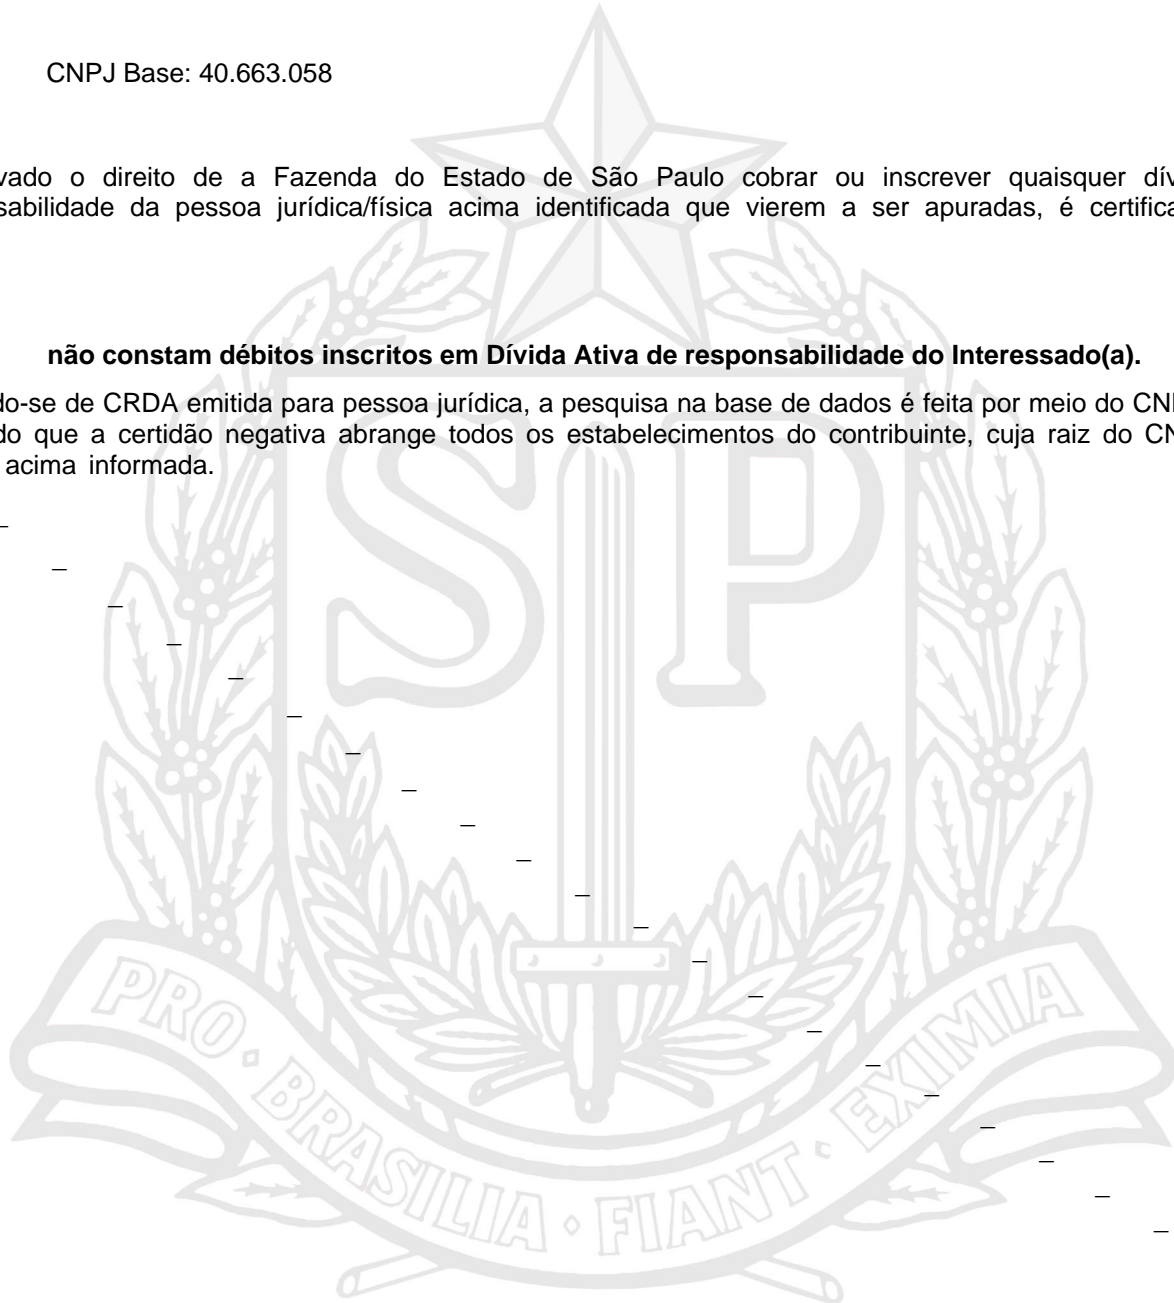 CNPJ Base: 40.663.058
vado o direito de a Fazenda do Estado de São Paulo cobrar ou inscrever quaisquer dív
sabilidade da pessoa jurídica/física acima identificada que vierem a ser apuradas, é certifica
não constam débitos inscritos em Dívida Ativa de responsabilidade do Interessado(a).
do-se de CRDA emitida para pessoa jurídica, a pesquisa na base de dados é feita por meio do CN
do que a certidão negativa abrange todos os estabelecimentos do contribuinte, cuja raiz do CN
acima informada.
SP
PRO • BRASILIA • FIANT • EXIMIA